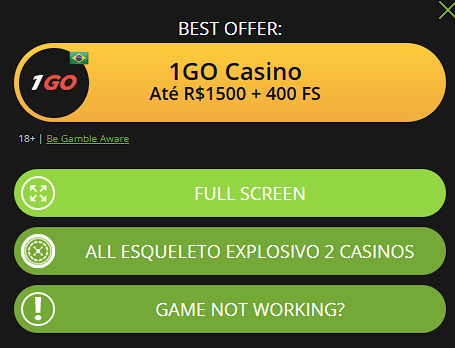 BEST OFFER:
1GO
1GO Casino
Até R$1500 + 400 FS
18+ | Be Gamble Aware
FULL SCREEN
ALL ESQUELETO EXPLOSIVO 2 CASINOS
GAME NOT WORKING?